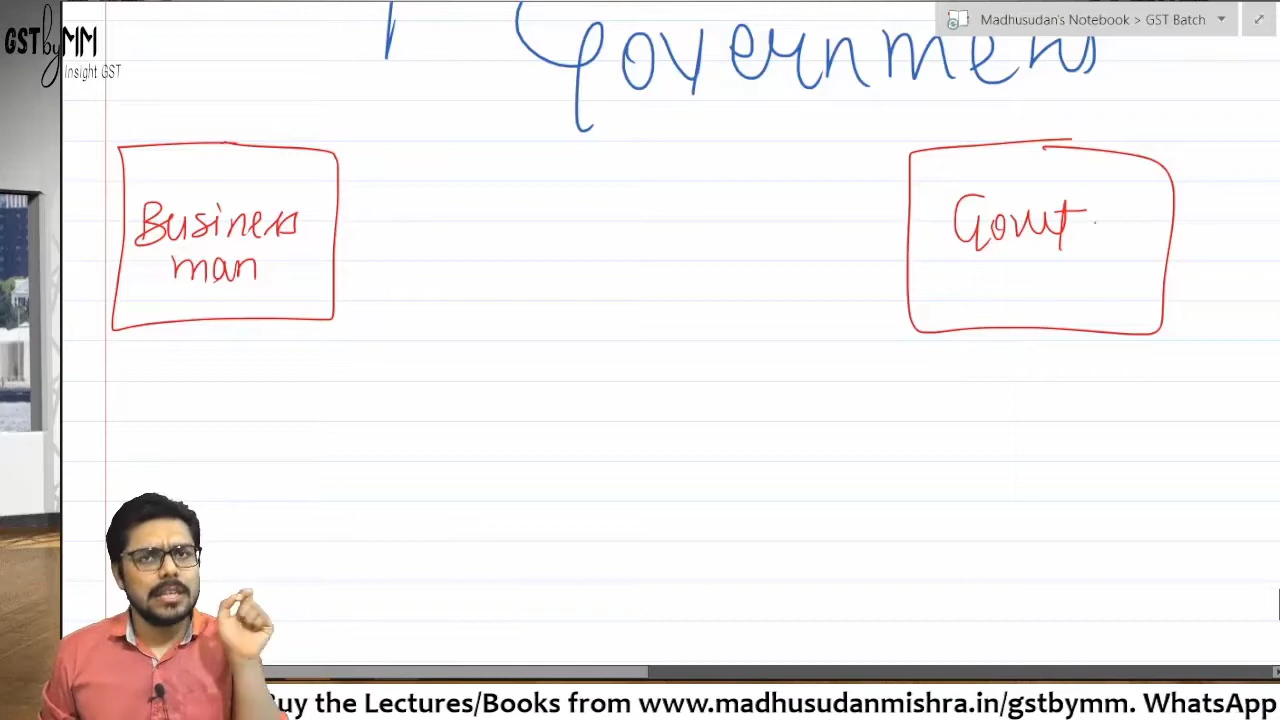 GSTbyMM
Insight GST
Madhusudan's Notebook > GST Batch
Government
Business
man
Govt
uy the Lectures/Books from www.madhusudanmishra.in/gstbymm. WhatsApp